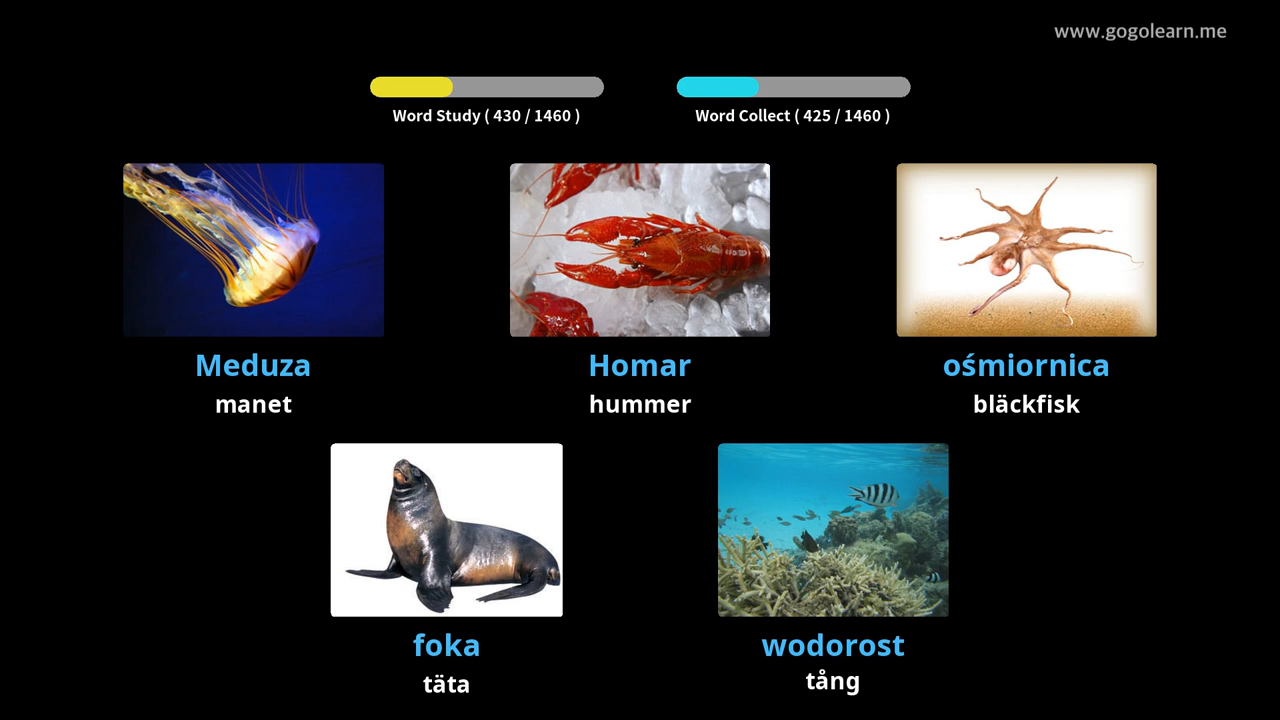 www.gogolearn.me
Word Study ( 430 / 1460 )
Word Collect ( 425 / 1460 )
Meduza
manet
Homar
hummer
ośmiornica
bläckfisk
foka
täta
wodorost
tång